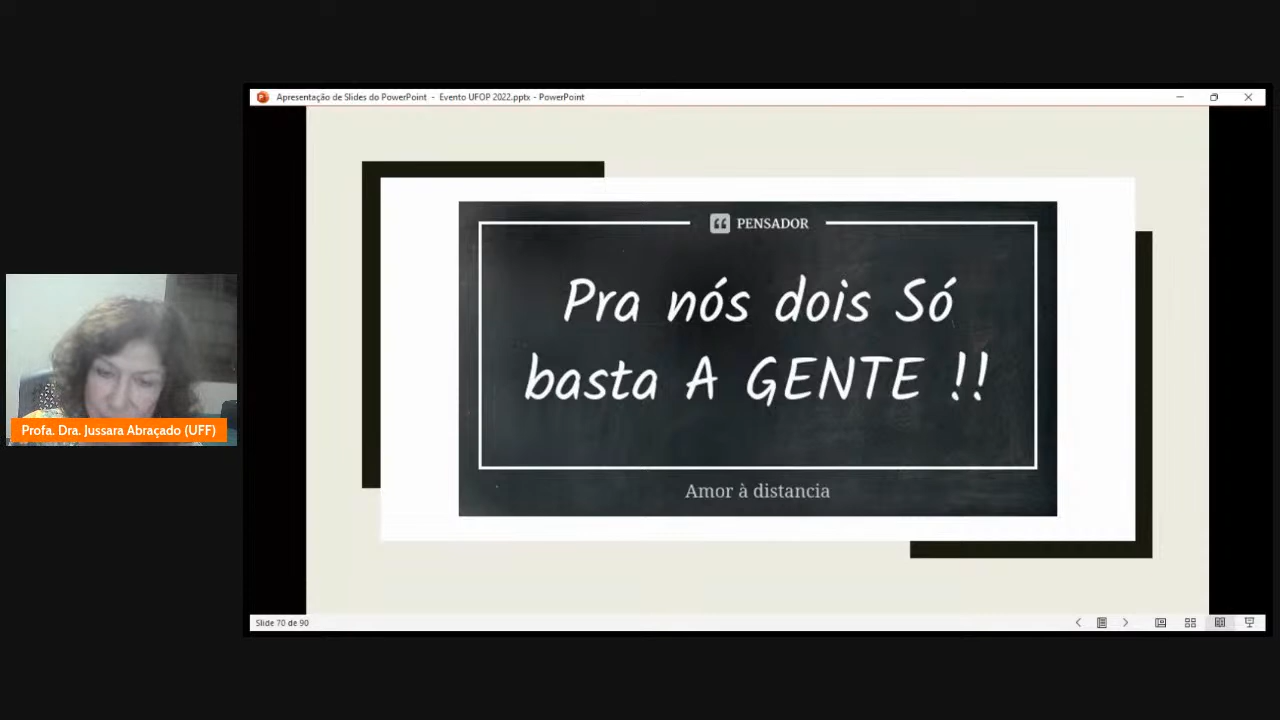 Apresentação de Slides do PowerPoint - Evento UFOP 2022.pptx - PowerPoint
PENSADOR
Pra nós dois Só
basta A GENTE !!
Amor à distancia
Profa. Dra. Jussara Abraçado (UFF)
Slide 70 de 90